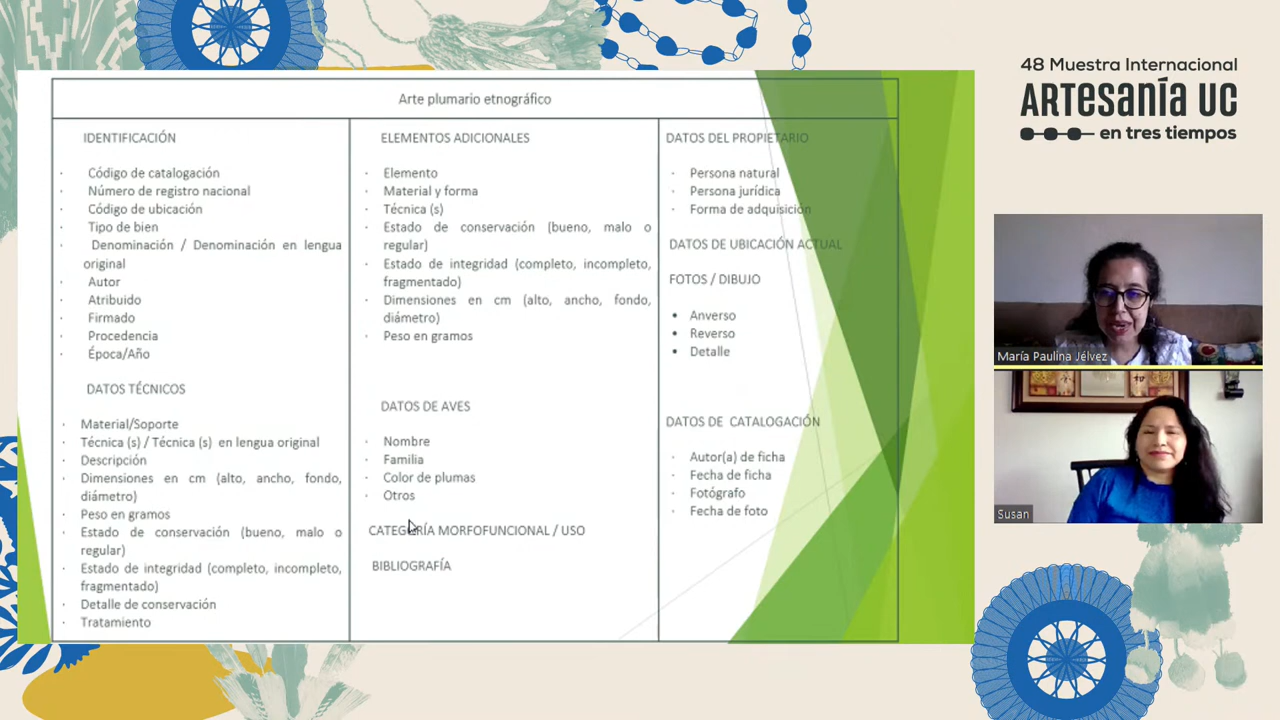 Arte plumario etnográfico
IDENTIFICACIÓN
· Código de catalogación
· Número de registro nacional
· Código de ubicación
· Tipo de bien
· Denominación / Denominación en lengua
original
· Autor
· Atribuido
· Firmado
· Procedencia
· Época/Año
DATOS TÉCNICOS
· Material/Soporte
· Técnica (s) / Técnica (s) en lengua original
· Descripción
· Dimensiones en cm (alto, ancho, fondo,
diámetro)
· Peso en gramos
· Estado de conservación (bueno, malo o
regular)
· Estado de integridad (completo, incompleto,
fragmentado)
· Detalle de conservación
· Tratamiento
ELEMENTOS ADICIONALES
· Elemento
· Material y forma
· Técnica (s)
· Estado de conservación (bueno, malo o
regular)
· Estado de integridad (completo, incompleto,
fragmentado)
· Dimensiones en cm (alto, ancho, fondo,
diámetro)
· Peso en gramos
DATOS DE AVES
· Nombre
· Familia
· Color de plumas
· Otros
CATEGORÍA MORFOFUNCIONAL / USO
BIBLIOGRAFÍA
DATOS DEL PROPIETARIO
· Persona natural
· Persona jurídica
· Forma de adquisición
DATOS DE UBICACIÓN ACTUAL
FOTOS / DIBUJO
• Anverso
• Reverso
• Detalle
DATOS DE CATALOGACIÓN
· Autor(a) de ficha
· Fecha de ficha
· Fotógrafo
· Fecha de foto
48 Muestra Internacional
ARTESANÍA UC
en tres tiempos
María Paulina Jélvez
Susan